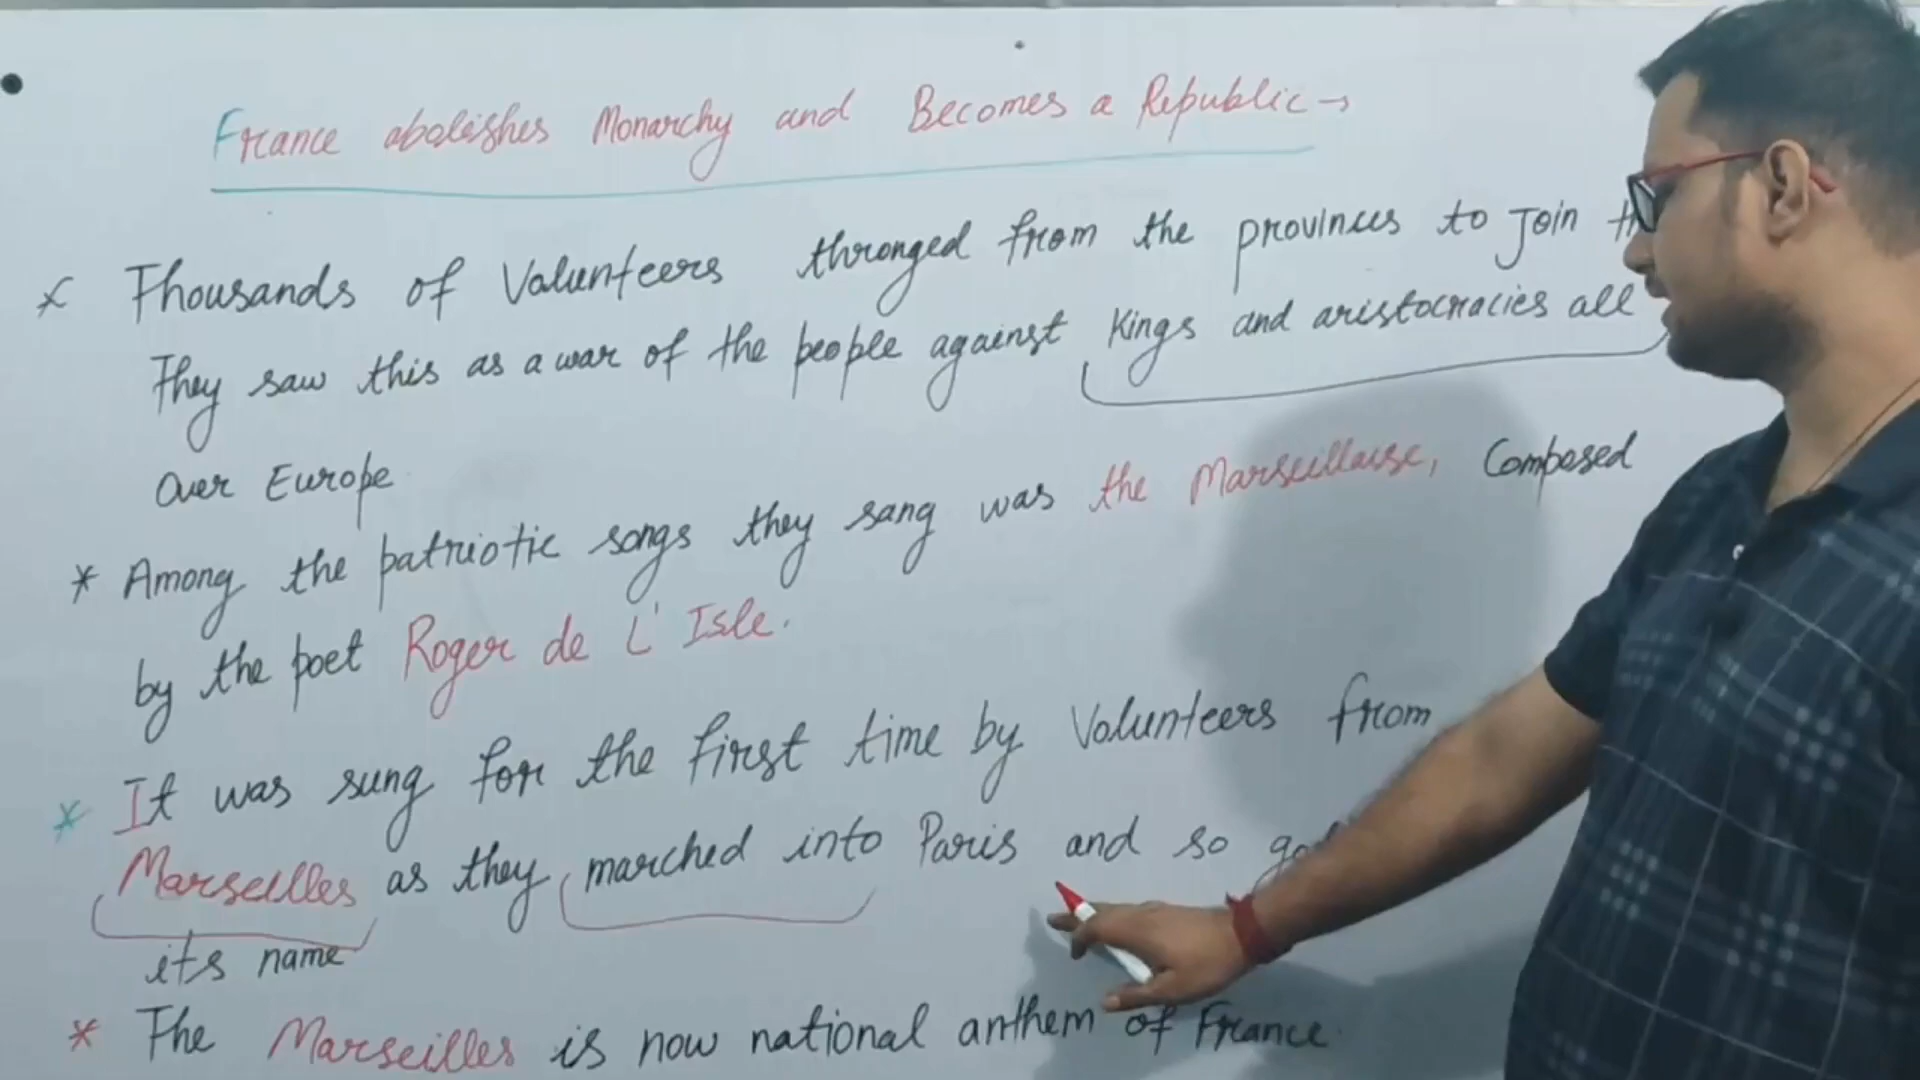 France abolishes Monarchy and Becomes a Republic →
* Thousands of Volunteers thronged from the provinces to Join
They saw this as a war of the people against Kings and aristocracies all
over Europe
* Among the patriotic songs they sang was the Marseillaise, Composed
by the poet Roger de L'Isle.
* It was sung for the first time by Volunteers from
Marseilles as they marched into Paris and so
its name
* The Marseilles is now national anthem of France.